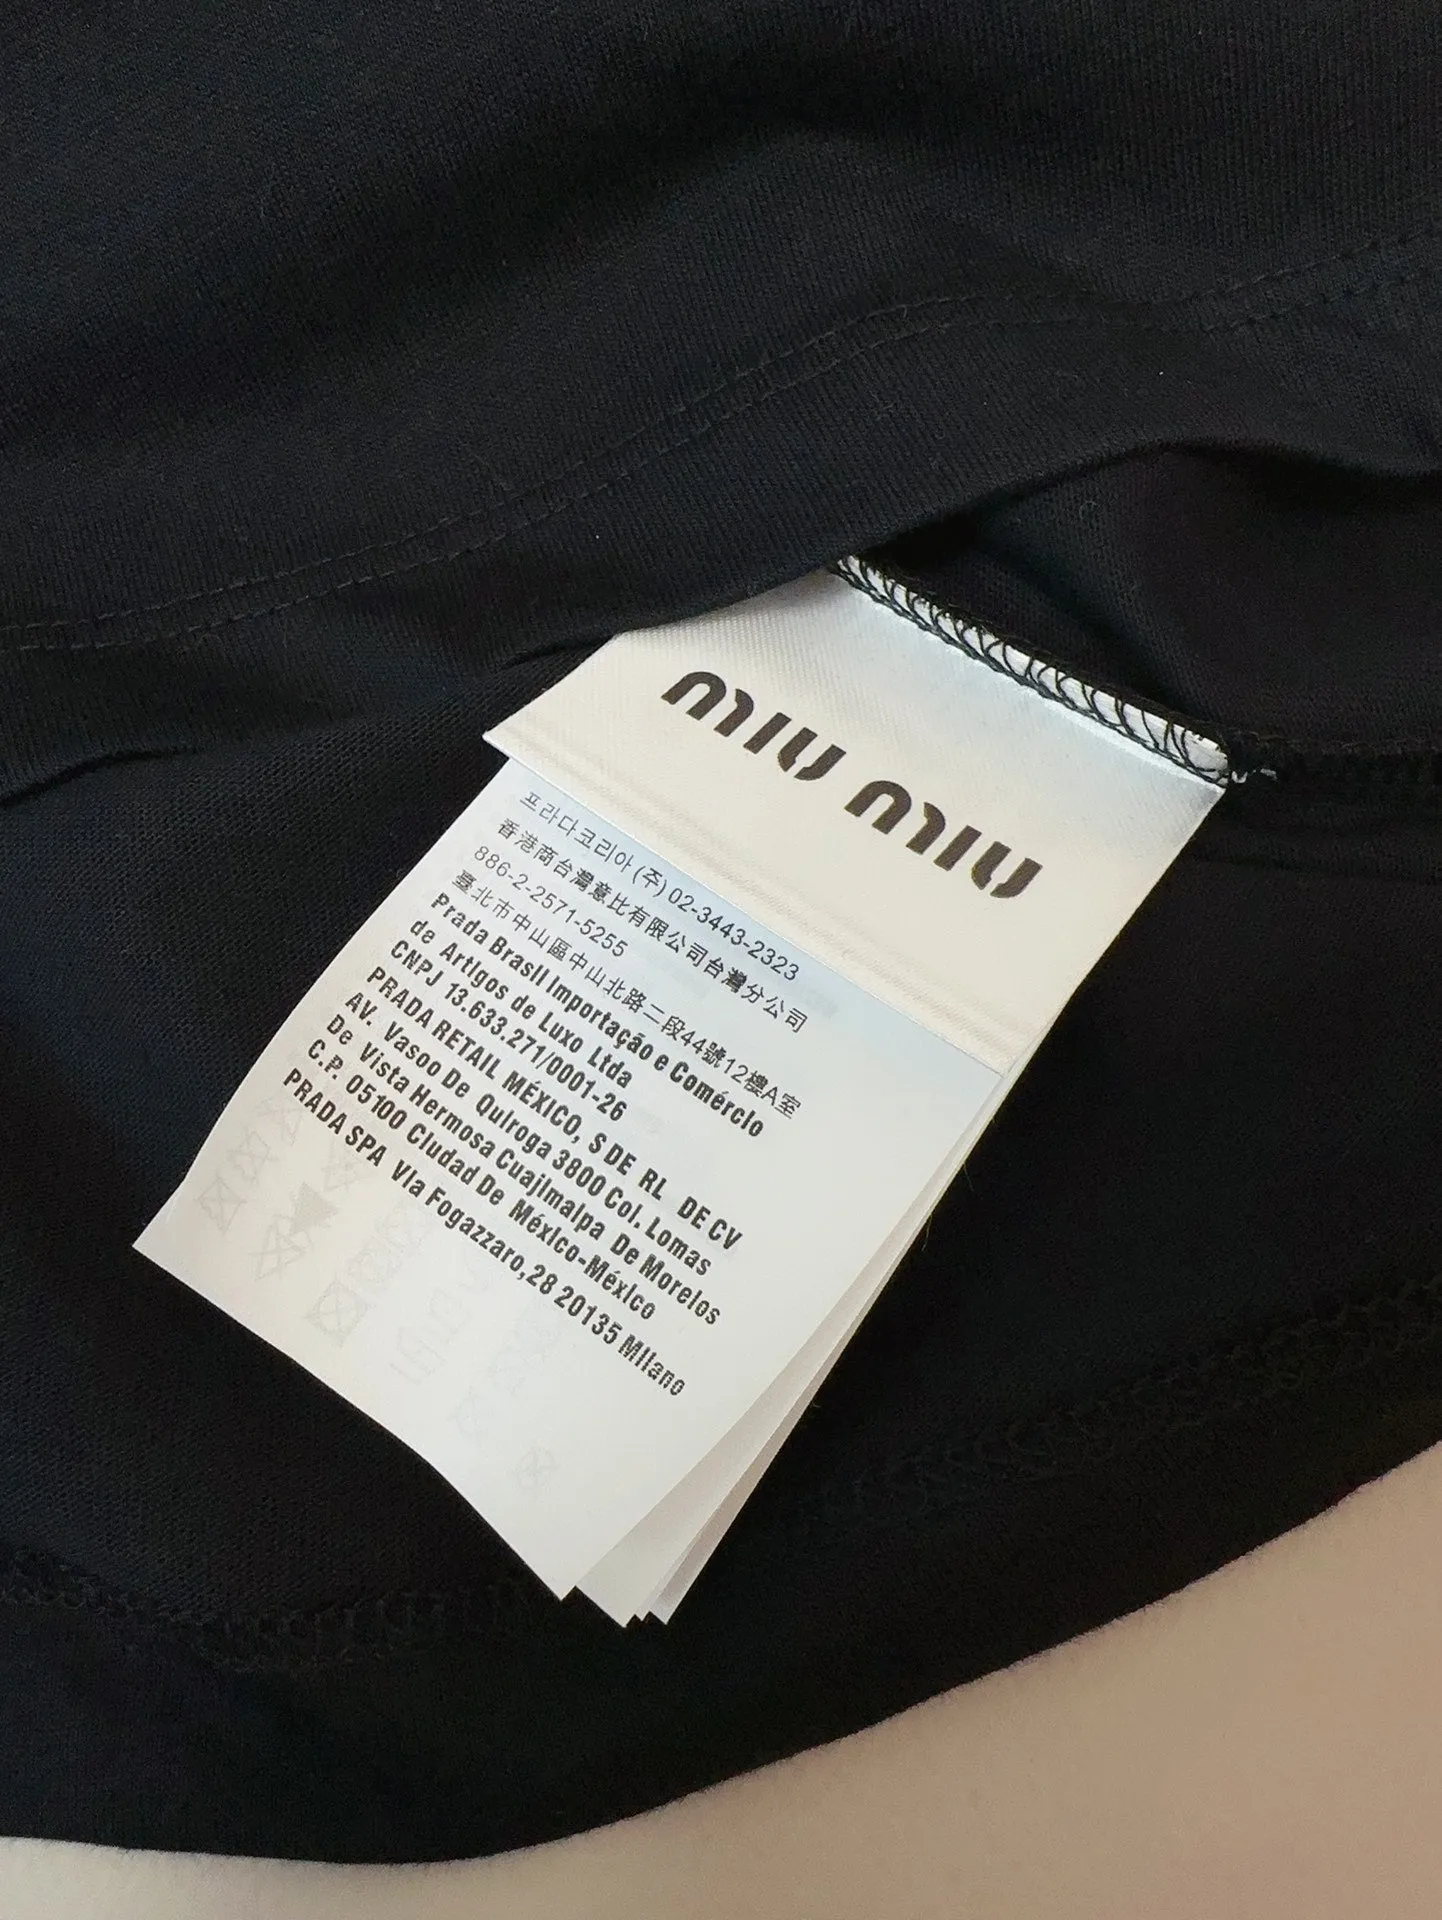 miu miu
프라다코리아 (주) 02-3443-2323
香港商台灣意比有限公司台灣分公司
886-2-2571-5255
臺北市中山區中山北路二段44號12樓A室
Prada Brasil Importação e Comércio
de Artigos de Luxo Ltda
CNPJ 13.633.271/0001-26
PRADA RETAIL MÉXICO, S DE RL DE CV
AV. Vasoo De Quiroga 3800 Col. Lomas
De Vista Hermosa Cuajimalpa De Morelos
C.P. 05100 Ciudad De México-México
PRADA SPA Via Fogazzaro,28 20135 Milano